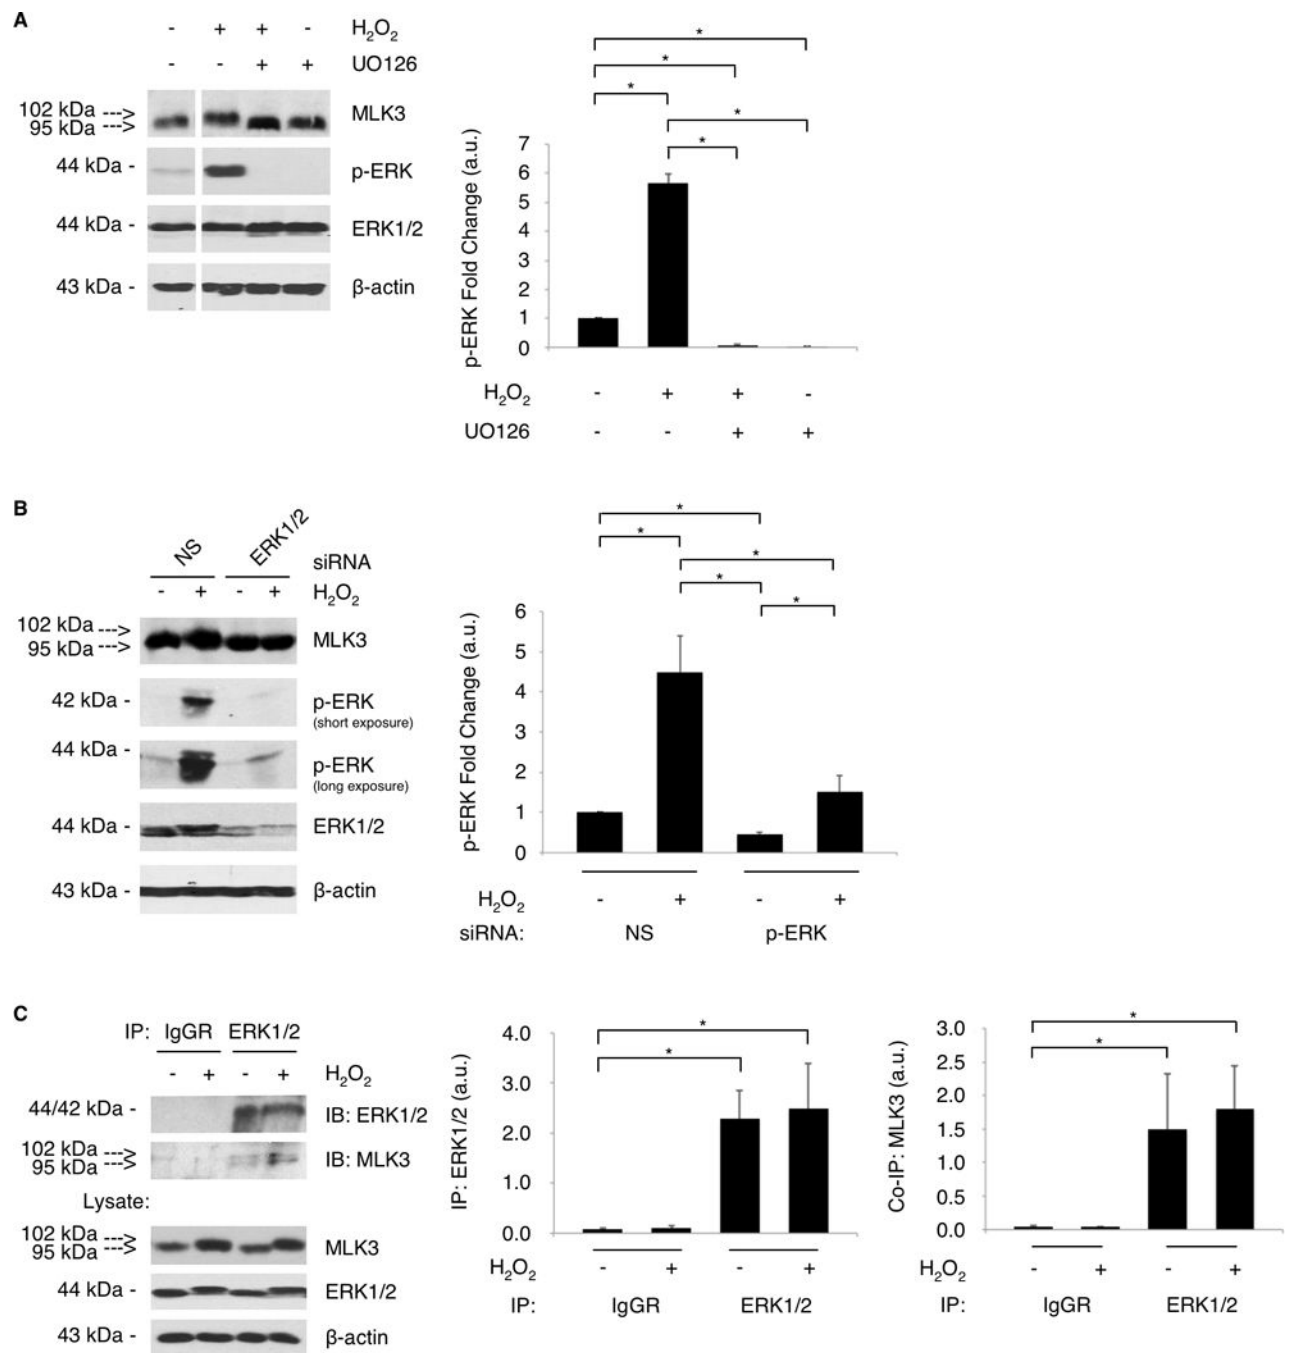 A
- + + - H2O2
- - + + UO126
102 kDa --->
95 kDa --->
MLK3
44 kDa - p-ERK
44 kDa - ERK1/2
43 kDa - β-actin
* * * * *
p-ERK Fold Change (a.u.)
7
6
5
4
3
2
1
0
H2O2 - + + -
UO126 - - + +
B
NS ERK1/2 siRNA
- + - + H2O2
102 kDa --->
95 kDa --->
MLK3
42 kDa - p-ERK
(short exposure)
44 kDa - p-ERK
(long exposure)
44 kDa - ERK1/2
43 kDa - β-actin
* * * * *
p-ERK Fold Change (a.u.)
6
5
4
3
2
1
0
H2O2 - + - +
siRNA: NS p-ERK
C
IP: IgGR ERK1/2
- + - + H2O2
44/42 kDa - IB: ERK1/2
102 kDa --->
95 kDa --->
IB: MLK3
Lysate:
102 kDa --->
95 kDa --->
MLK3
44 kDa - ERK1/2
43 kDa - β-actin
* *
IP: ERK1/2 (a.u.)
4.0
3.0
2.0
1.0
0.0
H2O2 - + - +
IP: IgGR ERK1/2
* *
Co-IP: MLK3 (a.u.)
3.0
2.5
2.0
1.5
1.0
0.5
0.0
H2O2 - + - +
IP: IgGR ERK1/2